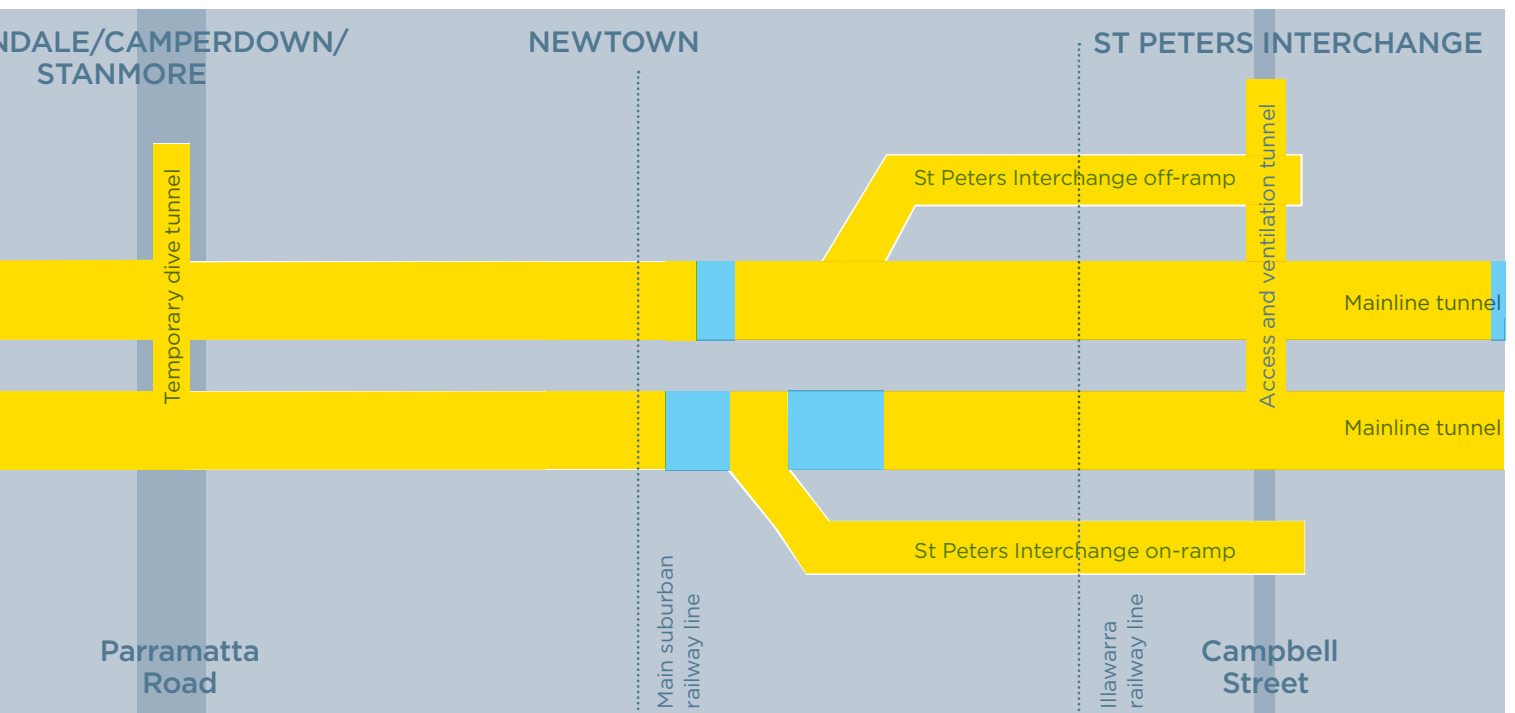 NDALE/CAMPERDOWN/
STANMORE
NEWTOWN
ST PETERS INTERCHANGE
Temporary dive tunnel
St Peters Interchange off-ramp
Access and ventilation tunnel
Mainline tunnel
Mainline tunnel
St Peters Interchange on-ramp
Main suburban
railway line
Illawarra
railway line
Parramatta
Road
Campbell
Street